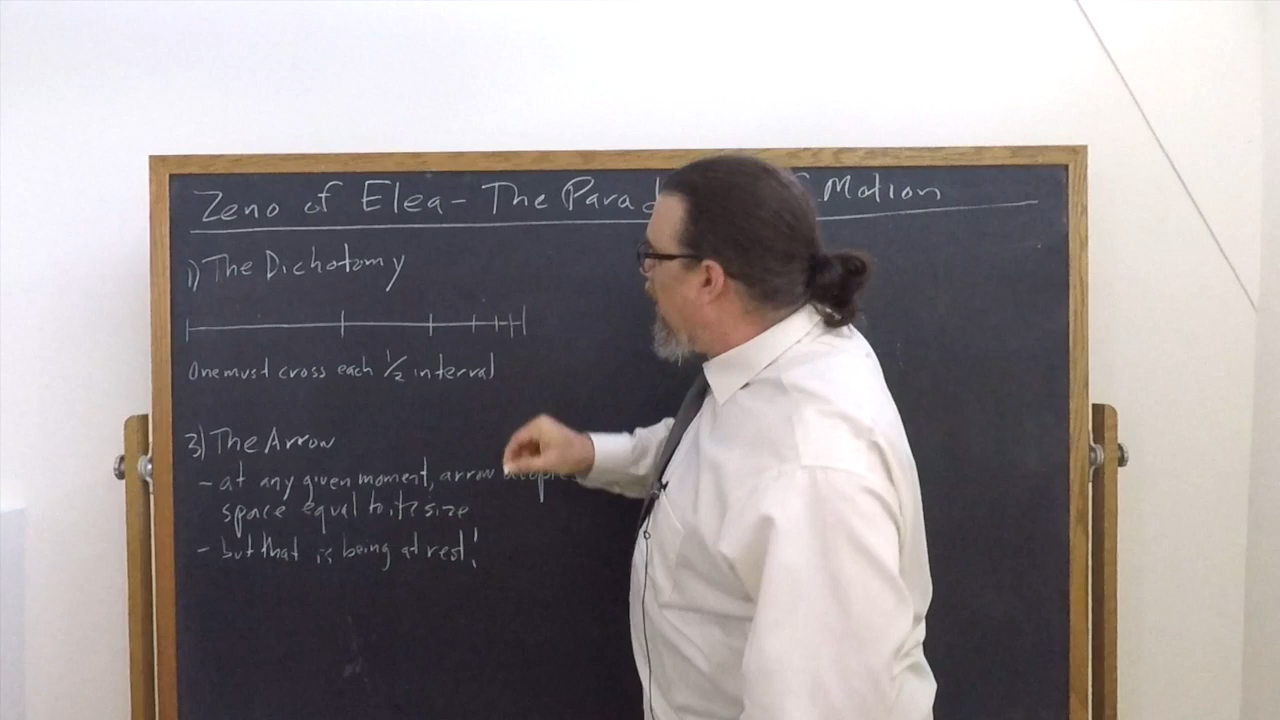 Zeno of Elea - The Parad Motion
1) The Dichotomy
One must cross each 1/2 interval
3) The Arrow
- at any given moment, arrow
space equal to its size
- but that is being at rest!